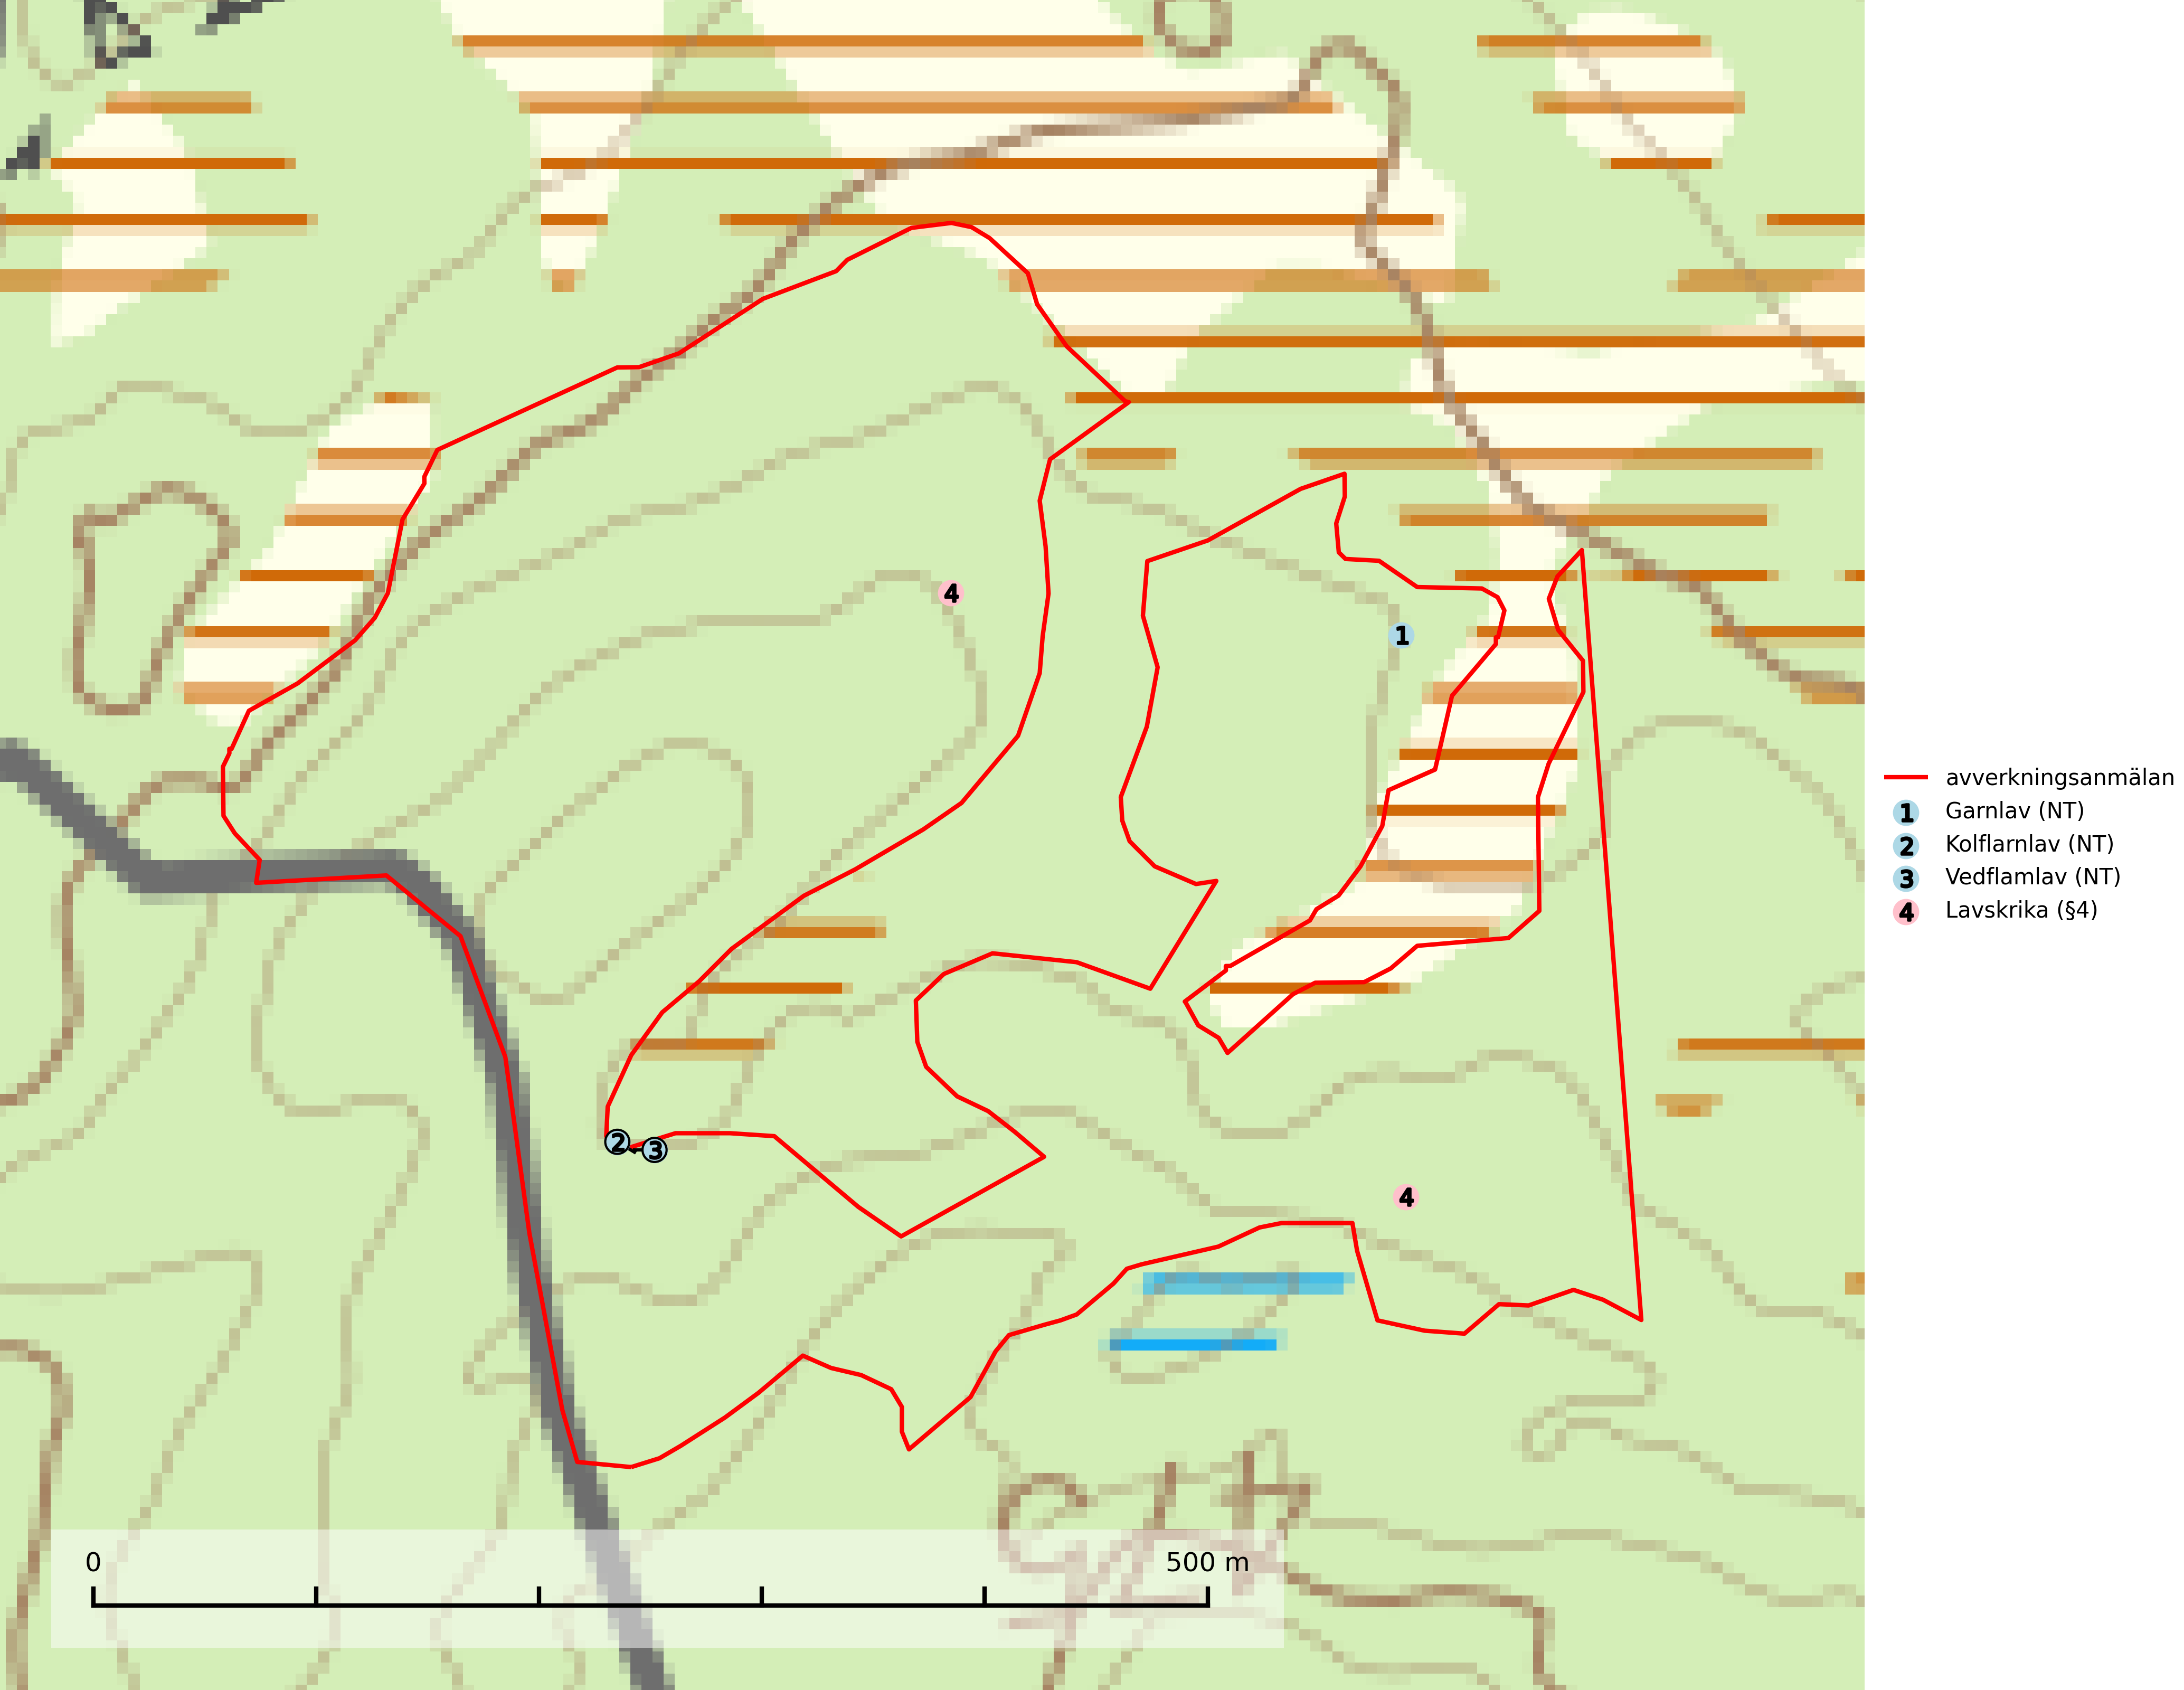 4
1
2
3
4
0
500 m
avverkningsanmälan
1 Garnlav (NT)
2 Kolflarnlav (NT)
3 Vedflamlav (NT)
4 Lavskrika (§4)